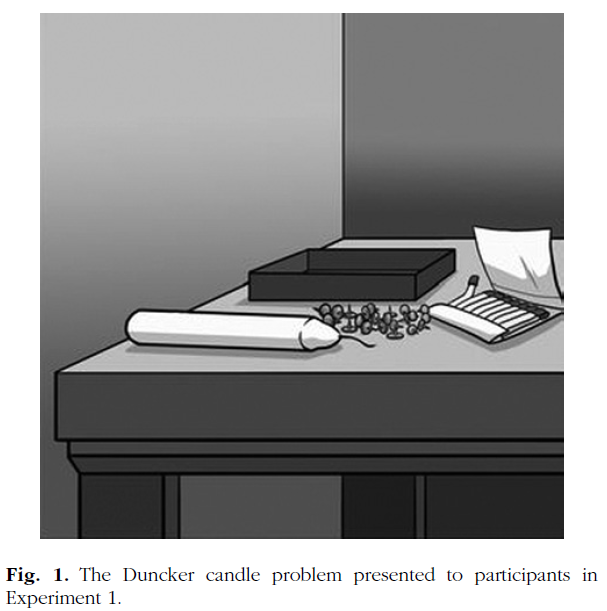 Fig. 1. The Duncker candle problem presented to participants in
Experiment 1.